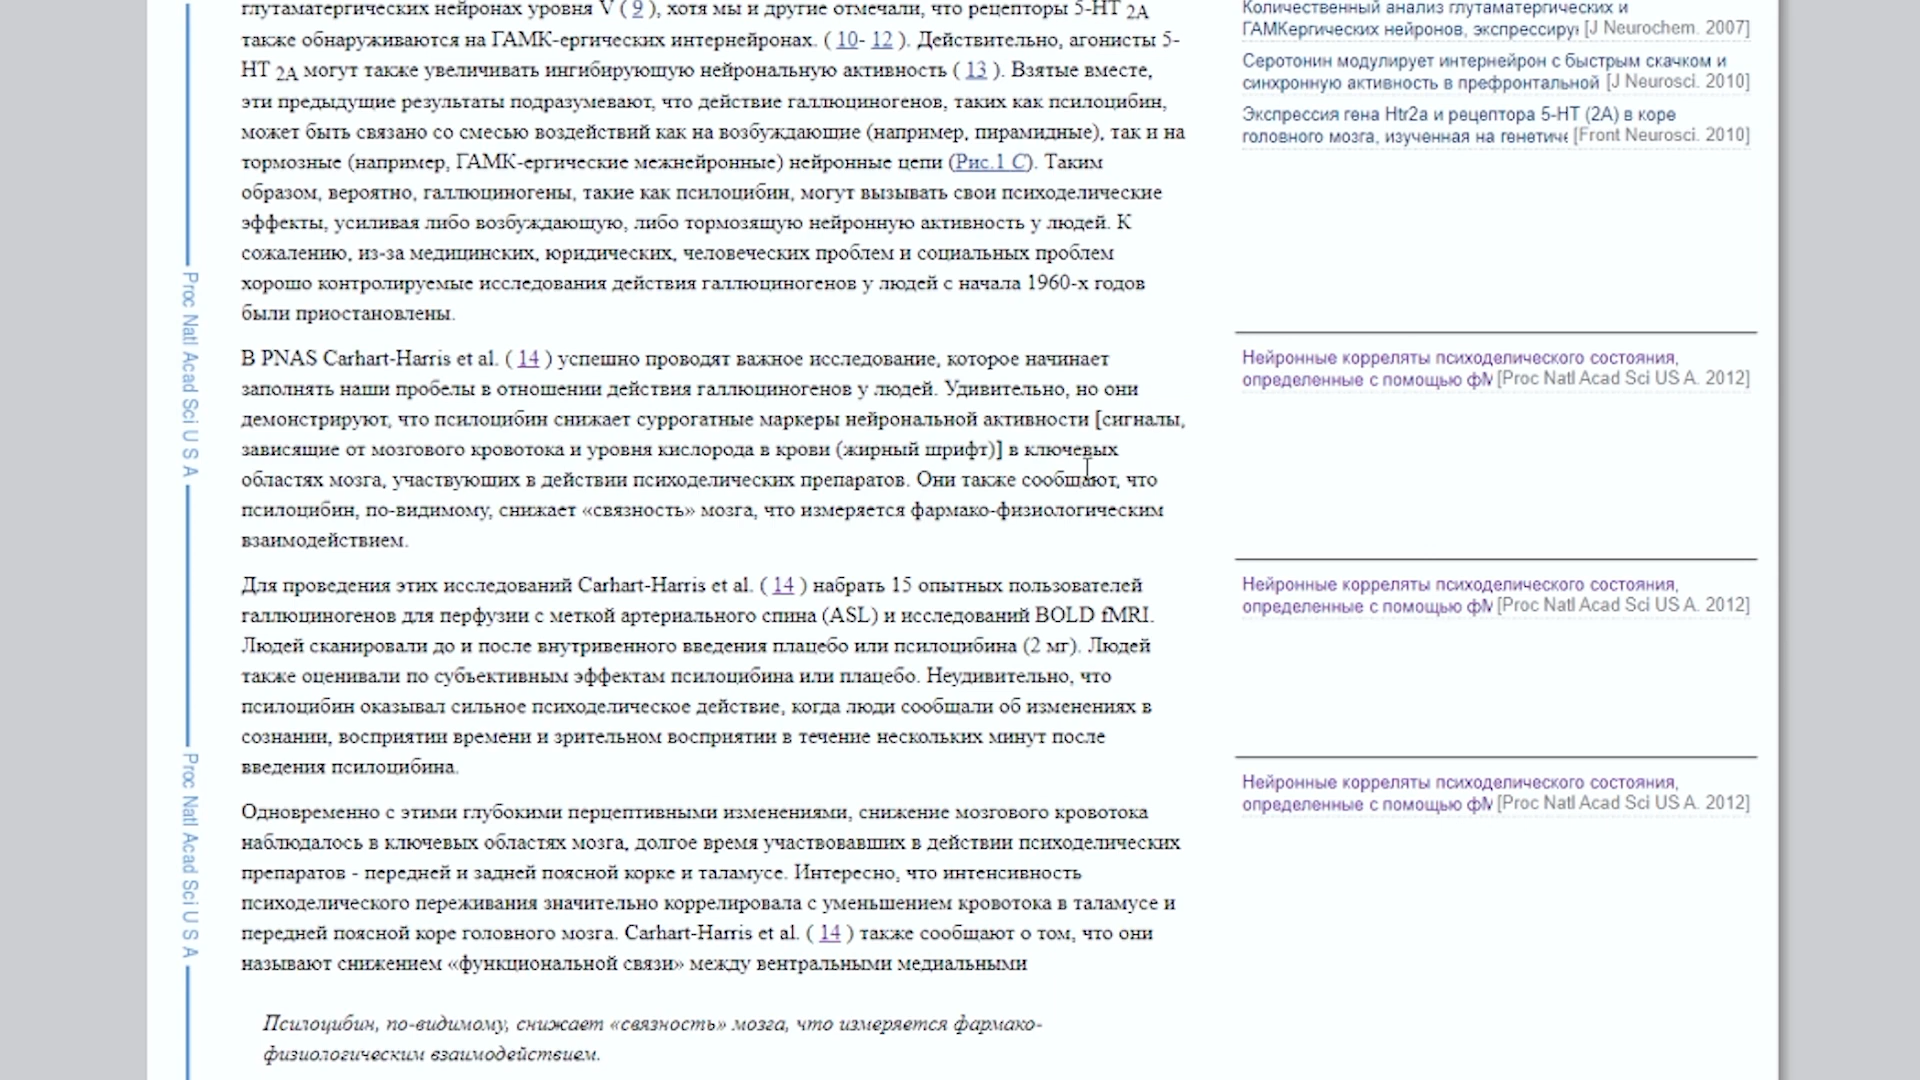 глутаматергических нейронах уровня V ( 9 ), хотя мы и другие отмечали, что рецепторы 5-HT 2A
также обнаруживаются на ГАМК-ергических интернейронах. ( 10- 12 ). Действительно, агонисты 5-
HT 2A могут также увеличивать ингибирующую нейрональную активность ( 13 ). Взятые вместе,
эти предыдущие результаты подразумевают, что действие галлюциногенов, таких как псилоцибин,
может быть связано со смесью воздействий как на возбуждающие (например, пирамидные), так и на
тормозные (например, ГАМК-ергические межнейронные) нейронные цепи (Рис.1 C). Таким
образом, вероятно, галлюциногены, такие как псилоцибин, могут вызывать свои психоделические
эффекты, усиливая либо возбуждающую, либо тормозящую нейронную активность у людей. К
сожалению, из-за медицинских, юридических, человеческих проблем и социальных проблем
хорошо контролируемые исследования действия галлюциногенов у людей с начала 1960-х годов
были приостановлены.
В PNAS Carhart-Harris et al. ( 14 ) успешно проводят важное исследование, которое начинает
заполнять наши пробелы в отношении действия галлюциногенов у людей. Удивительно, но они
демонстрируют, что псилоцибин снижает суррогатные маркеры нейрональной активности [сигналы,
зависящие от мозгового кровотока и уровня кислорода в крови (жирный шрифт)] в ключевых
областях мозга, участвующих в действии психоделических препаратов. Они также сообщают, что
псилоцибин, по-видимому, снижает «связность» мозга, что измеряется фармако-физиологическим
взаимодействием.
Для проведения этих исследований Carhart-Harris et al. ( 14 ) набрать 15 опытных пользователей
галлюциногенов для перфузии с меткой артериального спина (ASL) и исследований BOLD fMRI.
Людей сканировали до и после внутривенного введения плацебо или псилоцибина (2 мг). Людей
также оценивали по субъективным эффектам псилоцибина или плацебо. Неудивительно, что
псилоцибин оказывал сильное психоделическое действие, когда люди сообщали об изменениях в
сознании, восприятии времени и зрительном восприятии в течение нескольких минут после
введения псилоцибина.
Одновременно с этими глубокими перцептивными изменениями, снижение мозгового кровотока
наблюдалось в ключевых областях мозга, долгое время участвовавших в действии психоделических
препаратов - передней и задней поясной корке и таламусе. Интересно, что интенсивность
психоделического переживания значительно коррелировала с уменьшением кровотока в таламусе и
передней поясной коре головного мозга. Carhart-Harris et al. ( 14 ) также сообщают о том, что они
называют снижением «функциональной связи» между вентральными медиальными
Псилоцибин, по-видимому, снижает «связность» мозга, что измеряется фармако-
физиологическим взаимодействием.
Количественный анализ глутаматергических и
ГАМКергических нейронов, экспрессиру [J Neurochem. 2007]
Серотонин модулирует интернейрон с быстрым скачком и
синхронную активность в префронтальной [J Neurosci. 2010]
Экспрессия гена Htr2a и рецептора 5-HT (2A) в коре
головного мозга, изученная на генетиче [Front Neurosci. 2010]
Нейронные корреляты психоделического состояния,
определенные с помощью фМ [Proc Natl Acad Sci U S A. 2012]
Нейронные корреляты психоделического состояния,
определенные с помощью фМ [Proc Natl Acad Sci U S A. 2012]
Нейронные корреляты психоделического состояния,
определенные с помощью фМ [Proc Natl Acad Sci U S A. 2012]
Proc Natl Acad Sci U S A
Proc Natl Acad Sci U S A